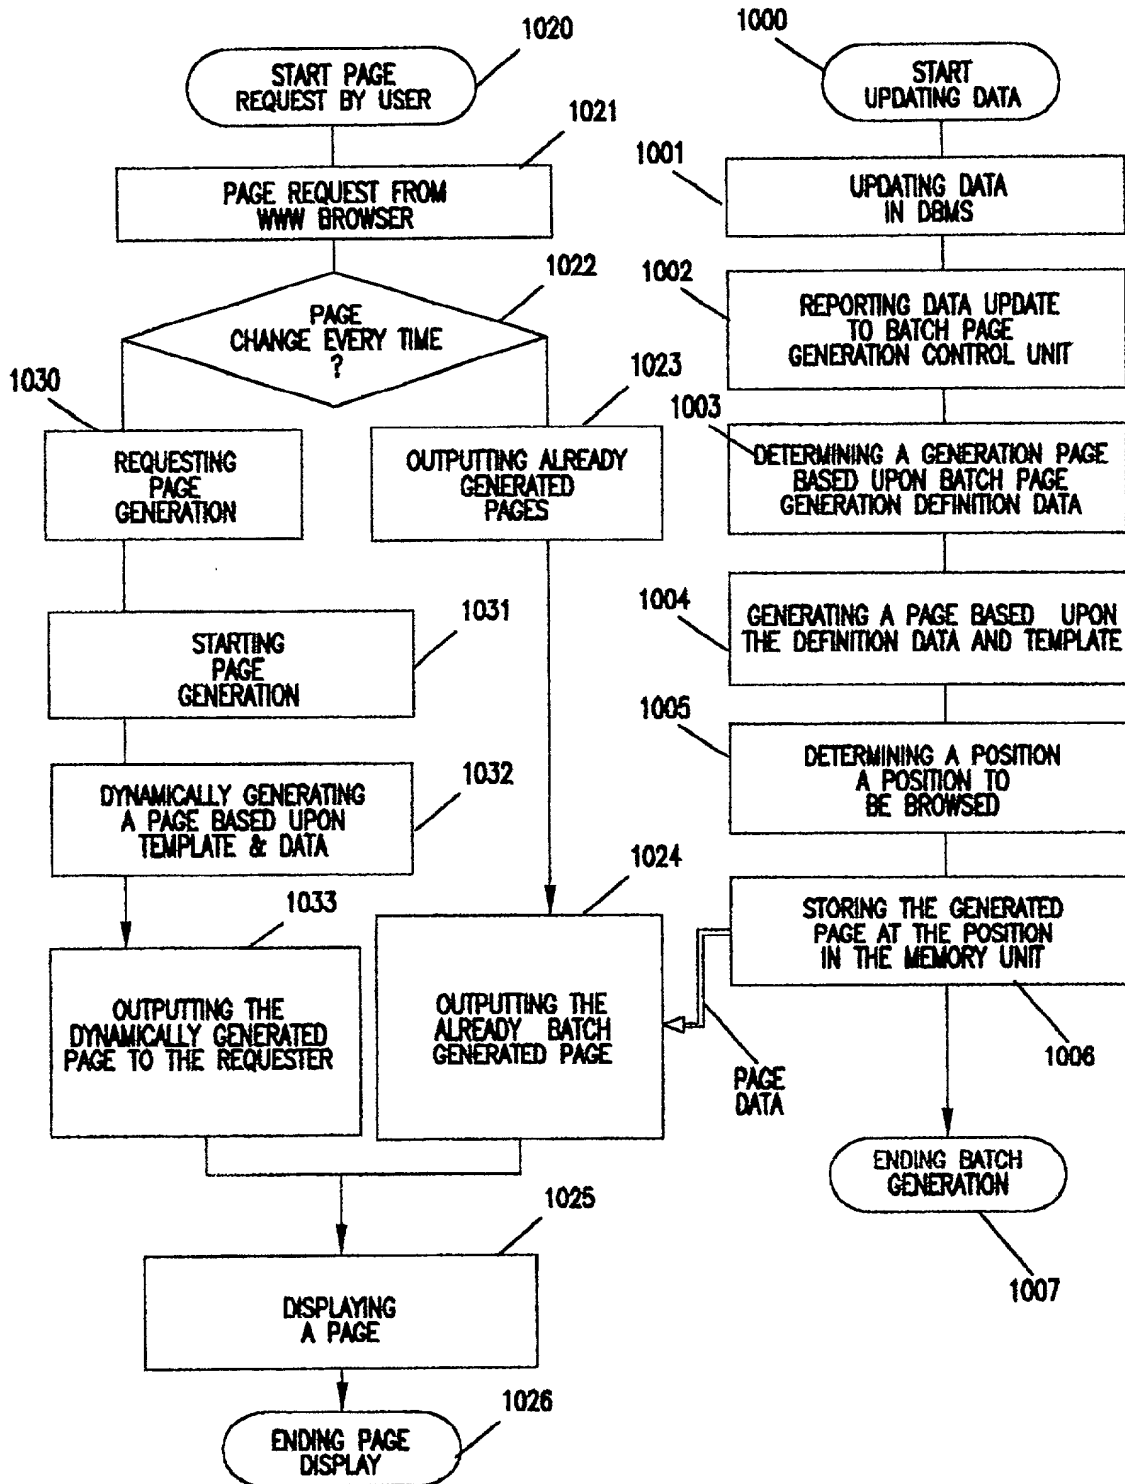 1020
START PAGE
REQUEST BY USER
1021
PAGE REQUEST FROM
WWW BROWSER
1022
PAGE
CHANGE EVERY TIME
?
1030
REQUESTING
PAGE
GENERATION
1023
OUTPUTTING ALREADY
GENERATED
PAGES
1031
STARTING
PAGE
GENERATION
1032
DYNAMICALLY GENERATING
A PAGE BASED UPON
TEMPLATE & DATA
1033
OUTPUTTING THE
DYNAMICALLY GENERATED
PAGE TO THE REQUESTER
1024
OUTPUTTING THE
ALREADY BATCH
GENERATED PAGE
1025
DISPLAYING
A PAGE
1026
ENDING PAGE
DISPLAY
1000
START
UPDATING DATA
1001
UPDATING DATA
IN DBMS
1002
REPORTING DATA UPDATE
TO BATCH PAGE
GENERATION CONTROL UNIT
1003
DETERMINING A GENERATION PAGE
BASED UPON BATCH PAGE
GENERATION DEFINITION DATA
1004
GENERATING A PAGE BASED UPON
THE DEFINITION DATA AND TEMPLATE
1005
DETERMINING A POSITION
A POSITION TO
BE BROWSED
STORING THE GENERATED
PAGE AT THE POSITION
IN THE MEMORY UNIT
1006
PAGE
DATA
ENDING BATCH
GENERATION
1007